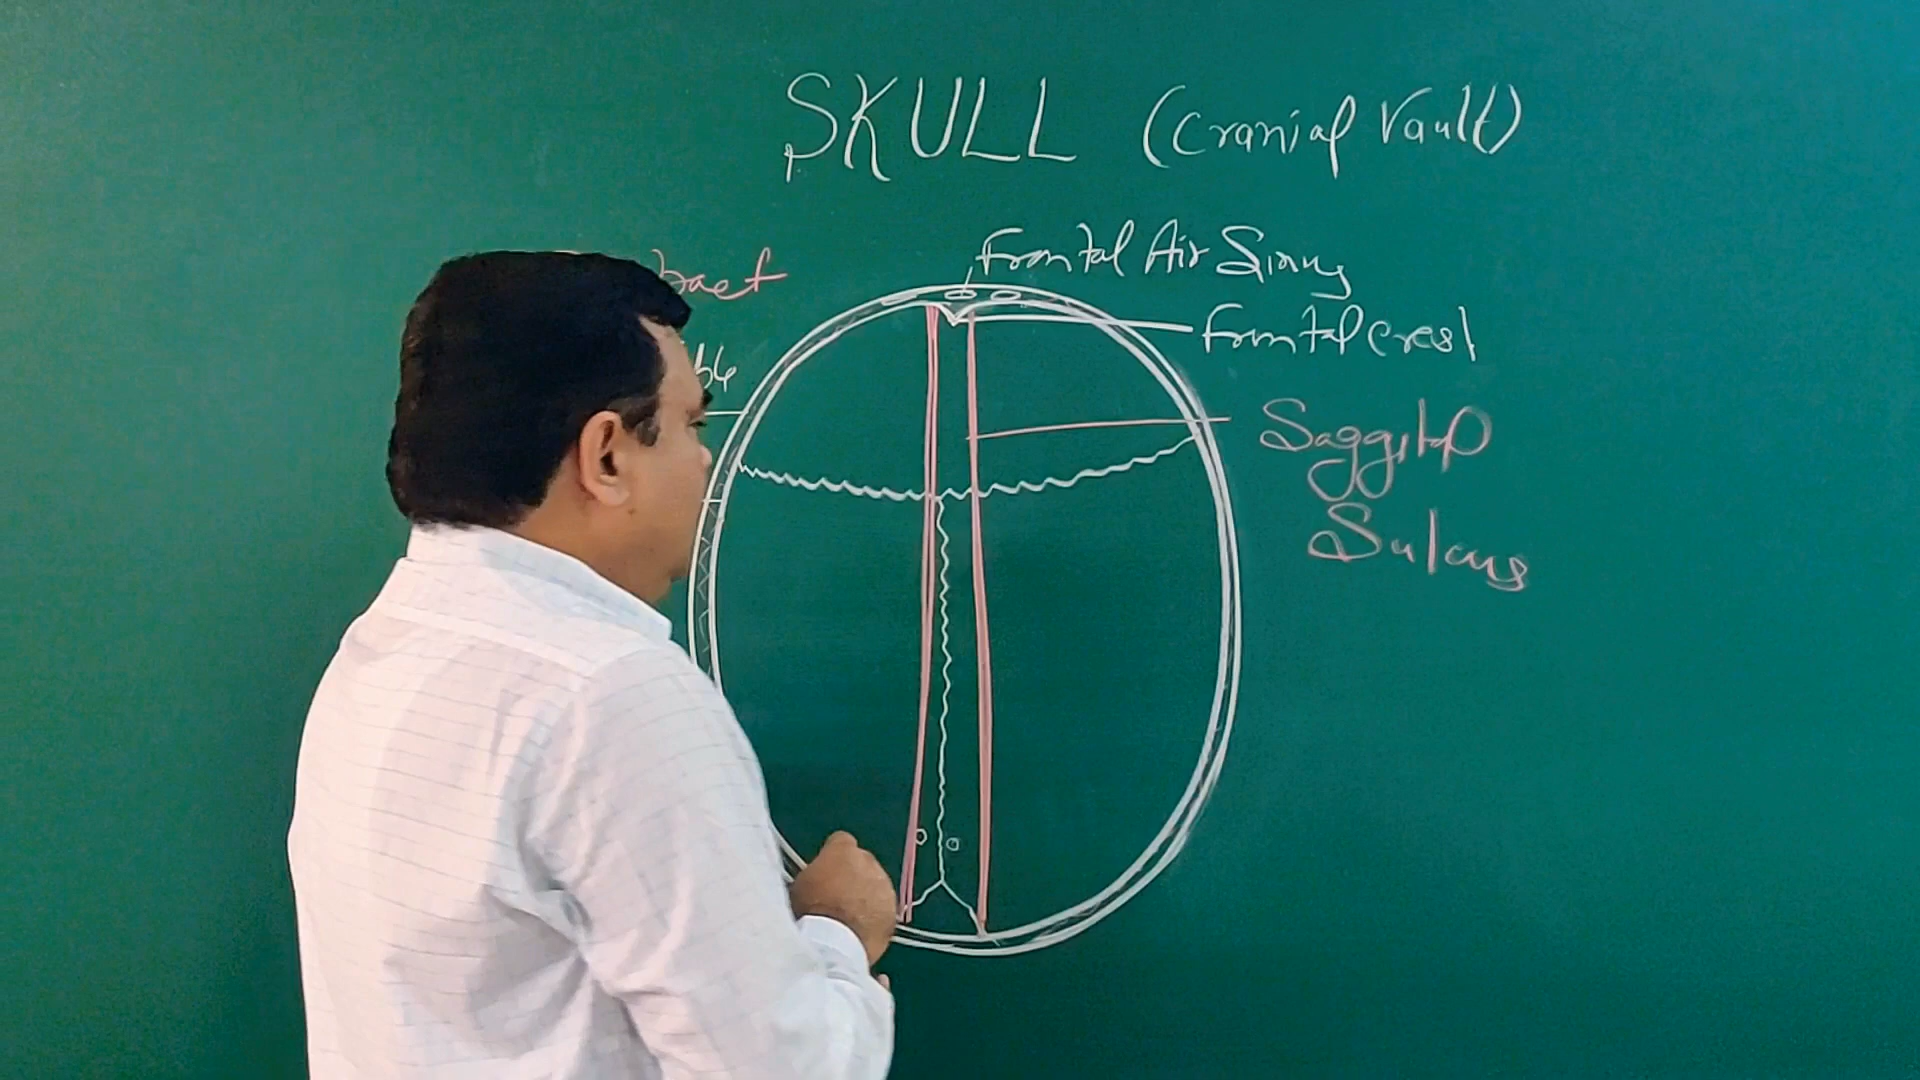 SKULL (Cranial Vault)
Frontal Air Sinus
Frontal Crest
Saggital
Sulcus